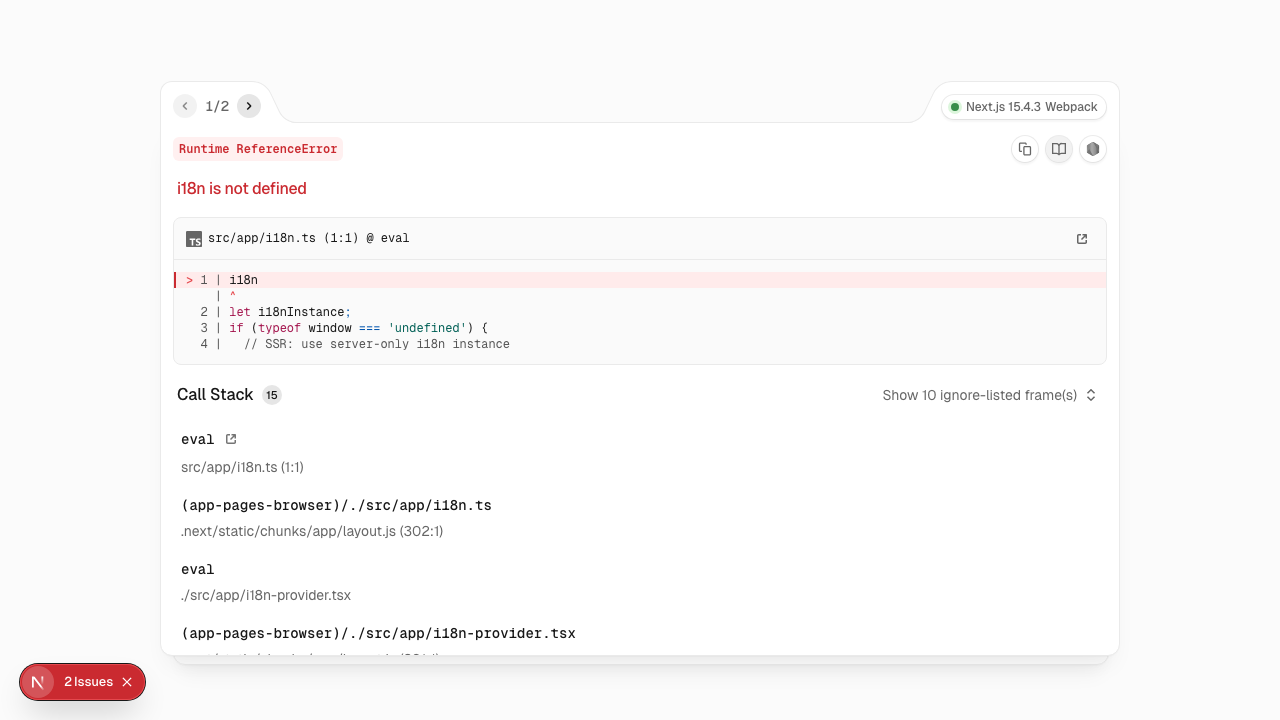 1/2
Next.js 15.4.3 Webpack
Runtime ReferenceError
i18n is not defined
TS src/app/i18n.ts (1:1) @ eval
> 1 | i18n
| ^
2 | let i18nInstance;
3 | if (typeof window === 'undefined') {
4 |   // SSR: use server-only i18n instance
Call Stack 15
Show 10 ignore-listed frame(s)
eval
src/app/i18n.ts (1:1)
(app-pages-browser)/./src/app/i18n.ts
.next/static/chunks/app/layout.js (302:1)
eval
./src/app/i18n-provider.tsx
(app-pages-browser)/./src/app/i18n-provider.tsx
N 2 Issues